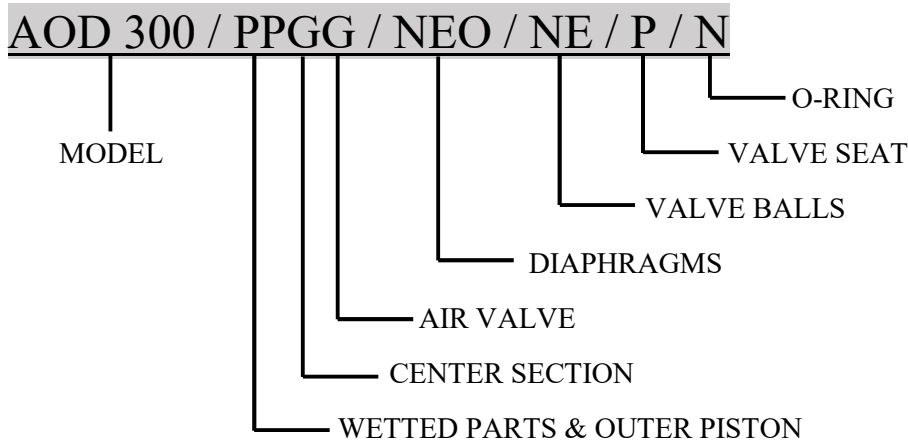 AOD 300 / PPGG / NEO / NE / P / N
O-RING
MODEL
VALVE SEAT
VALVE BALLS
DIAPHRAGMS
AIR VALVE
CENTER SECTION
WETTED PARTS & OUTER PISTON